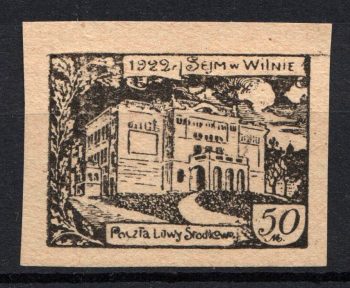 1922 r. SEJM W WILNIE
Poczta Litwy Środkowej
50
M.